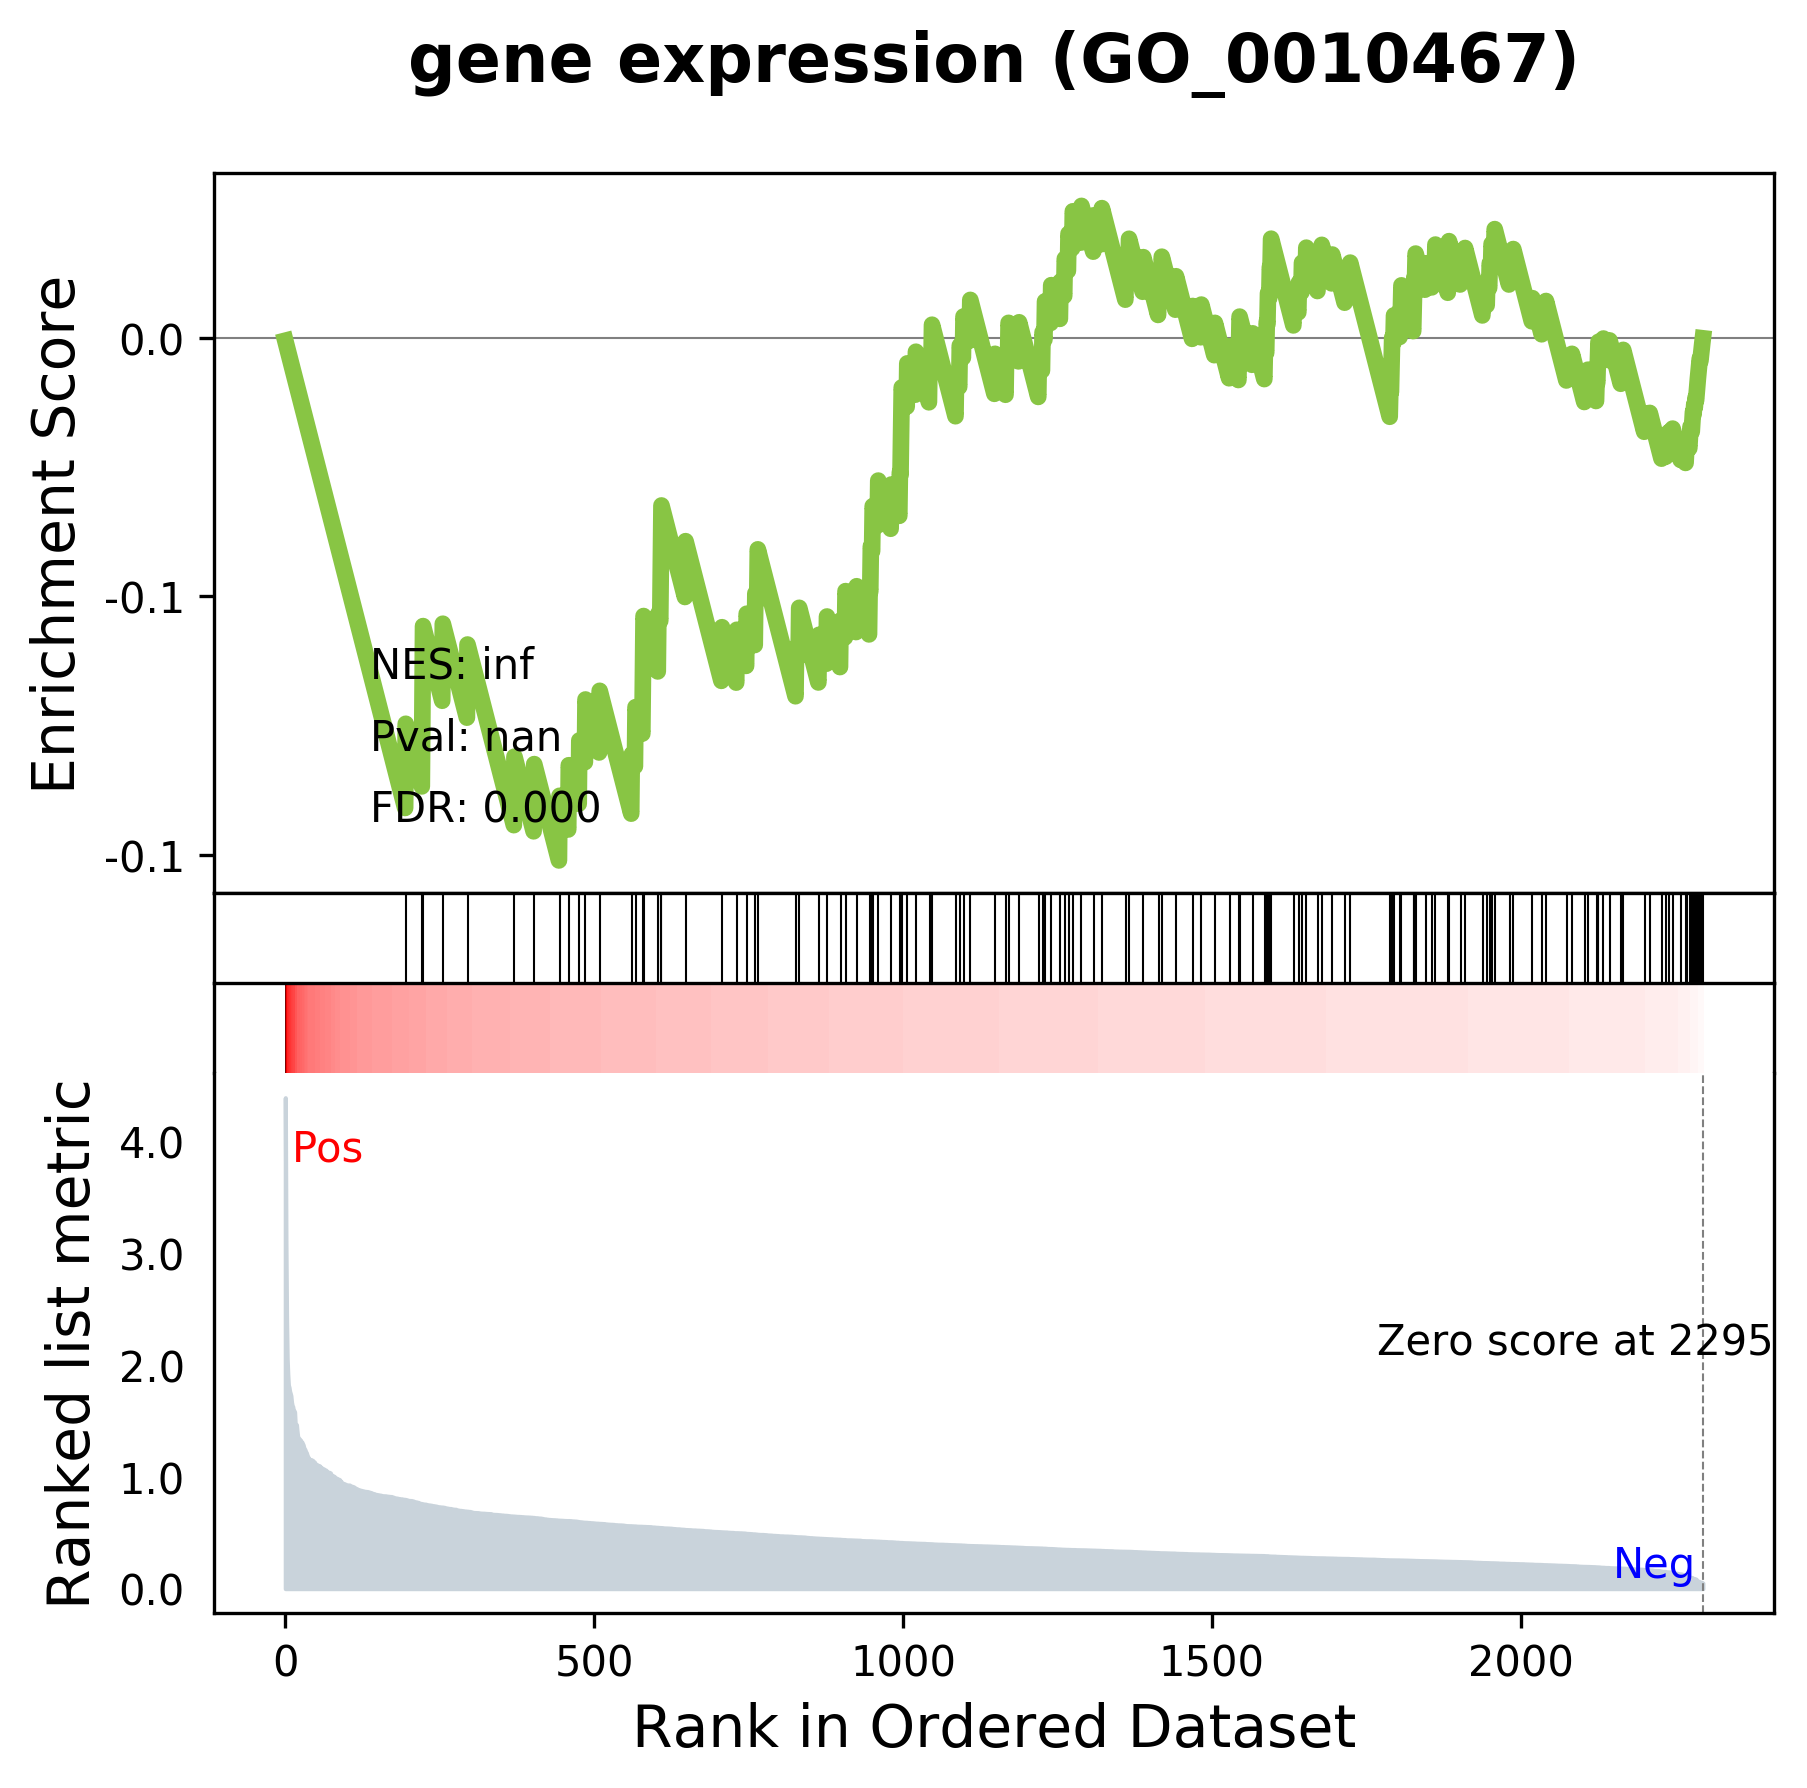 gene expression (GO_0010467)
Enrichment Score
0.0
-0.1
-0.1
NES: inf
Pval: nan
FDR: 0.000
Ranked list metric
4.0
3.0
2.0
1.0
0.0
Pos
Zero score at 2295
Neg
0 500 1000 1500 2000
Rank in Ordered Dataset